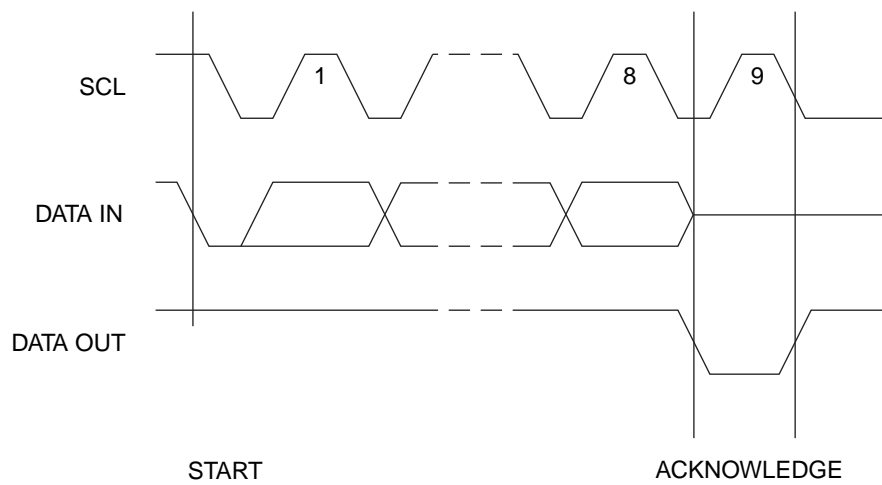 SCL
1
8
9
DATA IN
DATA OUT
START
ACKNOWLEDGE